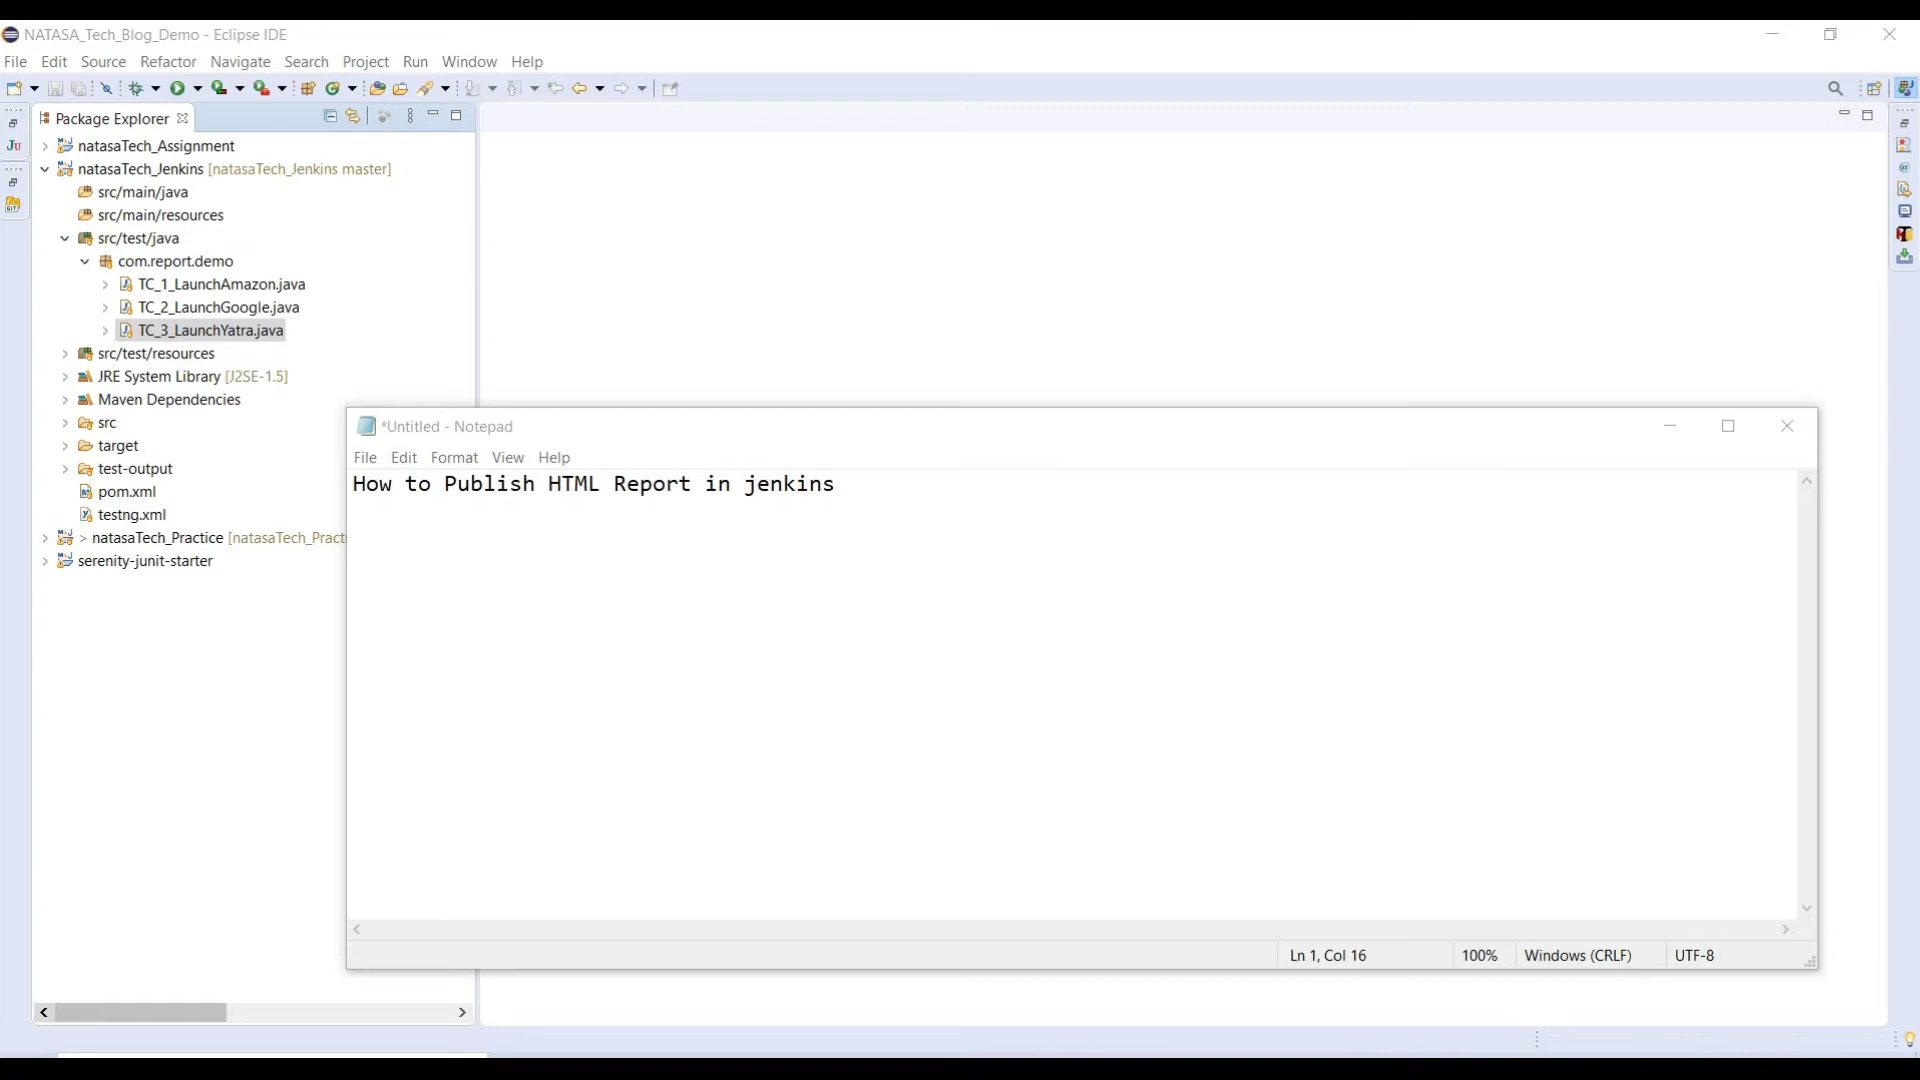 NATASA_Tech_Blog_Demo - Eclipse IDE
File Edit Source Refactor Navigate Search Project Run Window Help
Package Explorer
natasaTech_Assignment
natasaTech_Jenkins [natasaTech_Jenkins master]
src/main/java
src/main/resources
src/test/java
com.report.demo
TC_1_LaunchAmazon.java
TC_2_LaunchGoogle.java
TC_3_LaunchYatra.java
src/test/resources
JRE System Library [J2SE-1.5]
Maven Dependencies
src
target
test-output
pom.xml
testng.xml
> natasaTech_Practice [natasaTech_Pract
serenity-junit-starter
*Untitled - Notepad
File Edit Format View Help
How to Publish HTML Report in jenkins
Ln 1, Col 16 100% Windows (CRLF) UTF-8